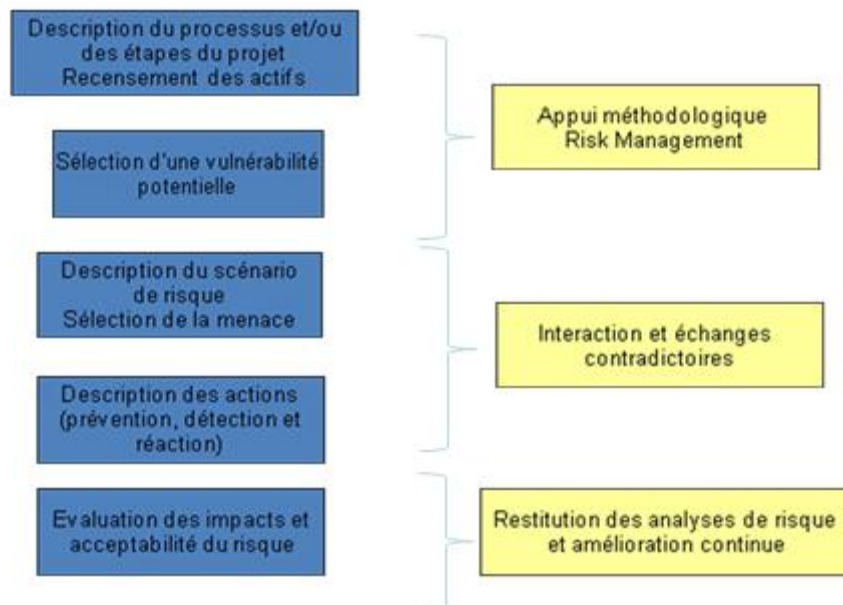 Description du processus et/ou
des étapes du projet
Recensement des actifs
Appui méthodologique
Risk Management
Sélection d'une vulnérabilité
potentielle
Description du scénario
de risque
Sélection de la menace
Interaction et échanges
contradictoires
Description des actions
(prévention, détection et
réaction)
Evaluation des impacts et
acceptabilité du risque
Restitution des analyses de risque
et amélioration continue